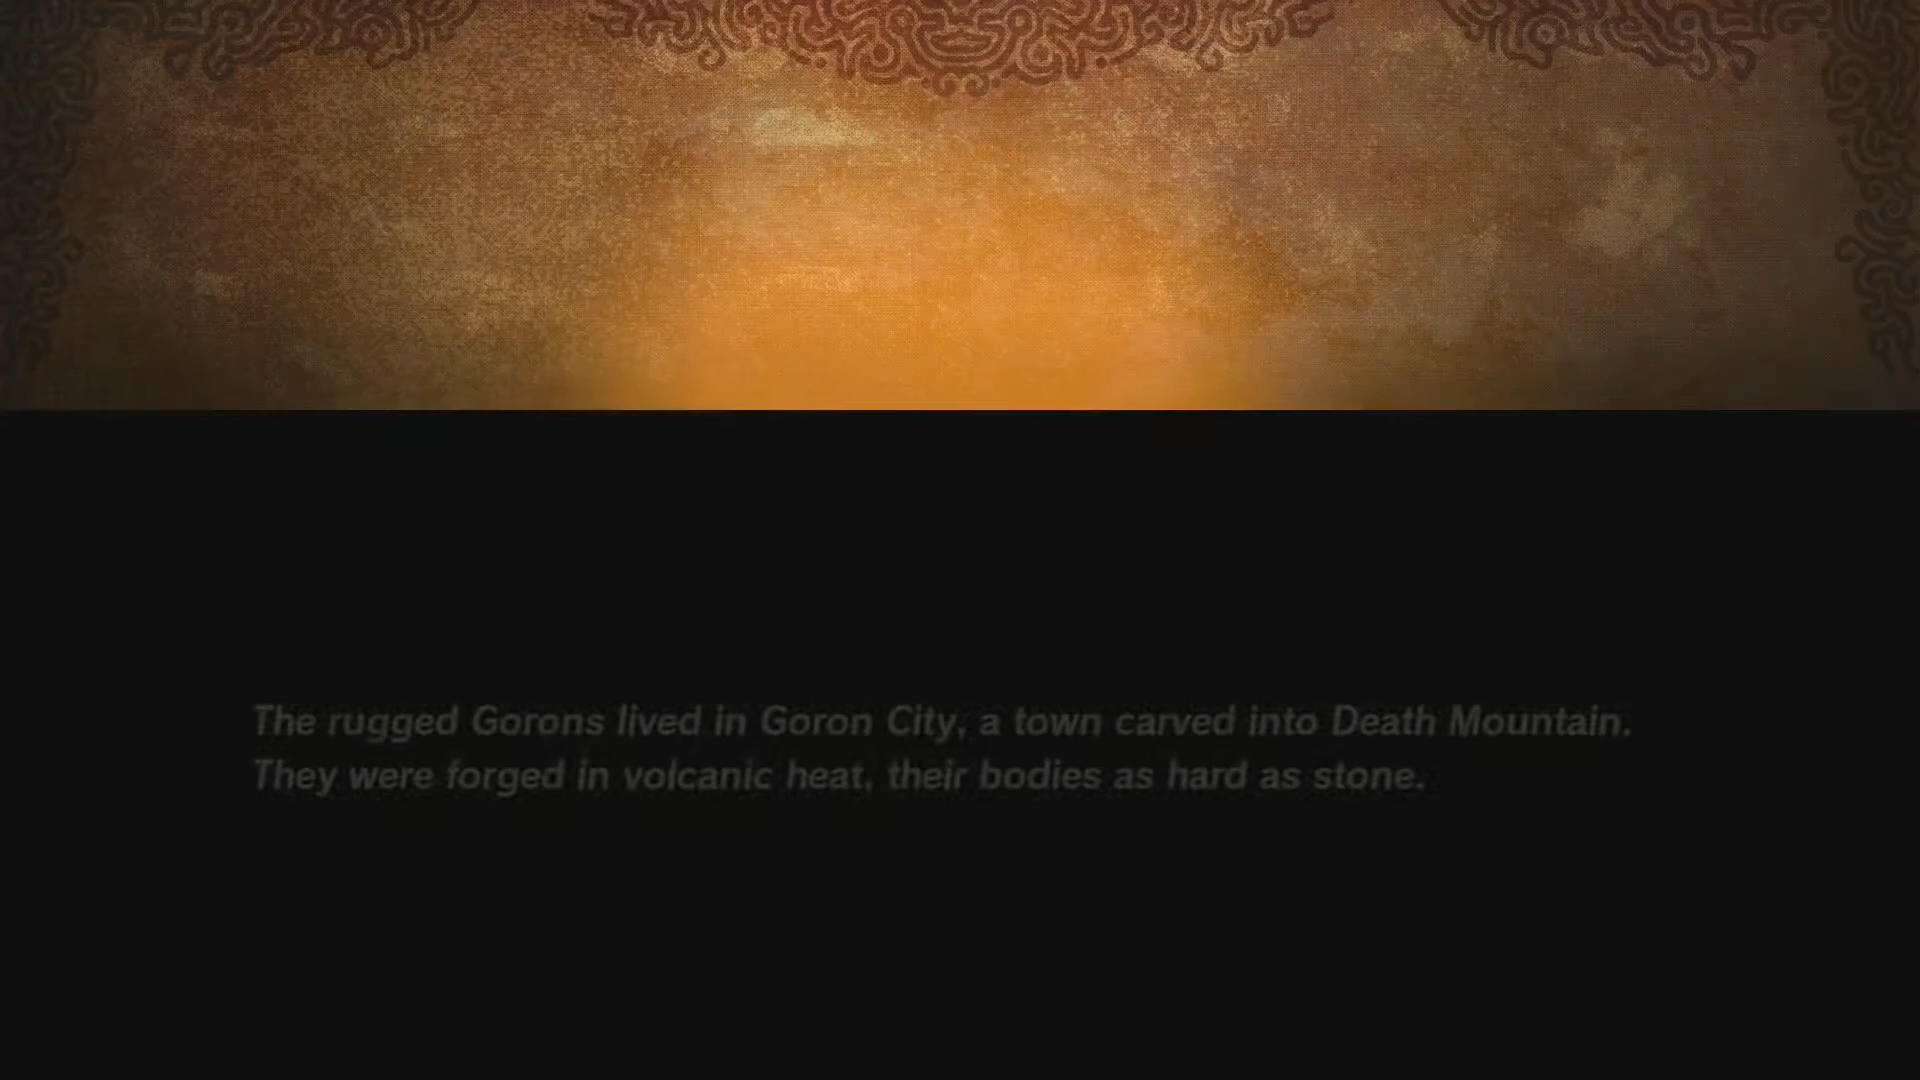 The rugged Gorons lived in Goron City, a town carved into Death Mountain.
They were forged in volcanic heat, their bodies as hard as stone.